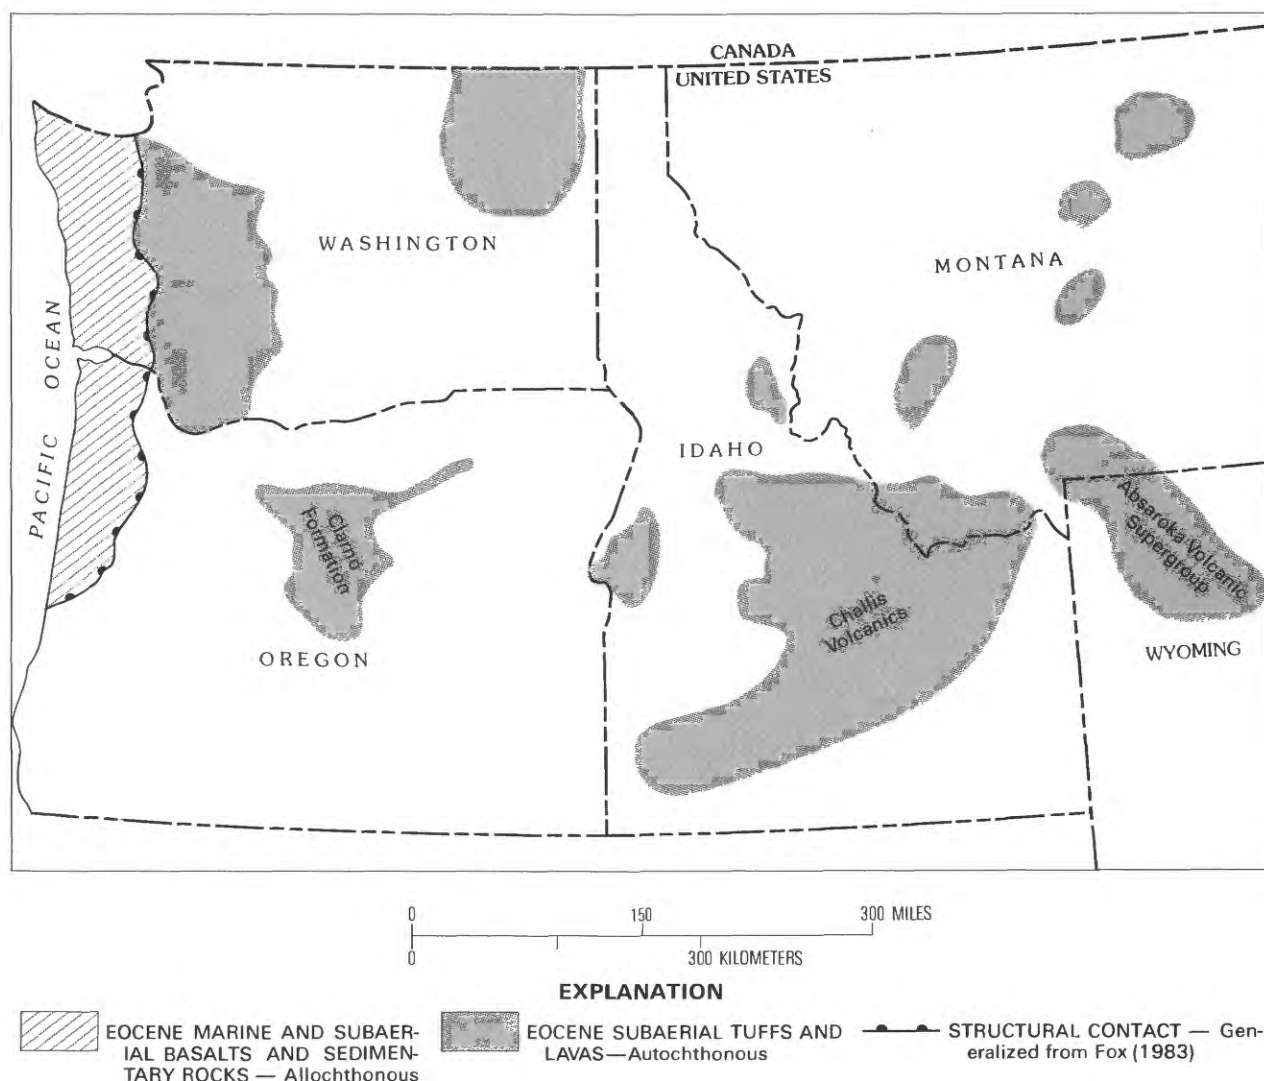 CANADA
UNITED STATES
WASHINGTON
MONTANA
PACIFIC OCEAN
IDAHO
Clarno
Formation
Absaroka Volcanic
Supergroup
Challis
Volcanics
OREGON
WYOMING
0 150 300 MILES
0 300 KILOMETERS
EXPLANATION
EOCENE MARINE AND SUBAER-
IAL BASALTS AND SEDIMEN-
TARY ROCKS — Allochthonous
EOCENE SUBAERIAL TUFFS AND
LAVAS—Autochthonous
STRUCTURAL CONTACT — Gen-
eralized from Fox (1983)